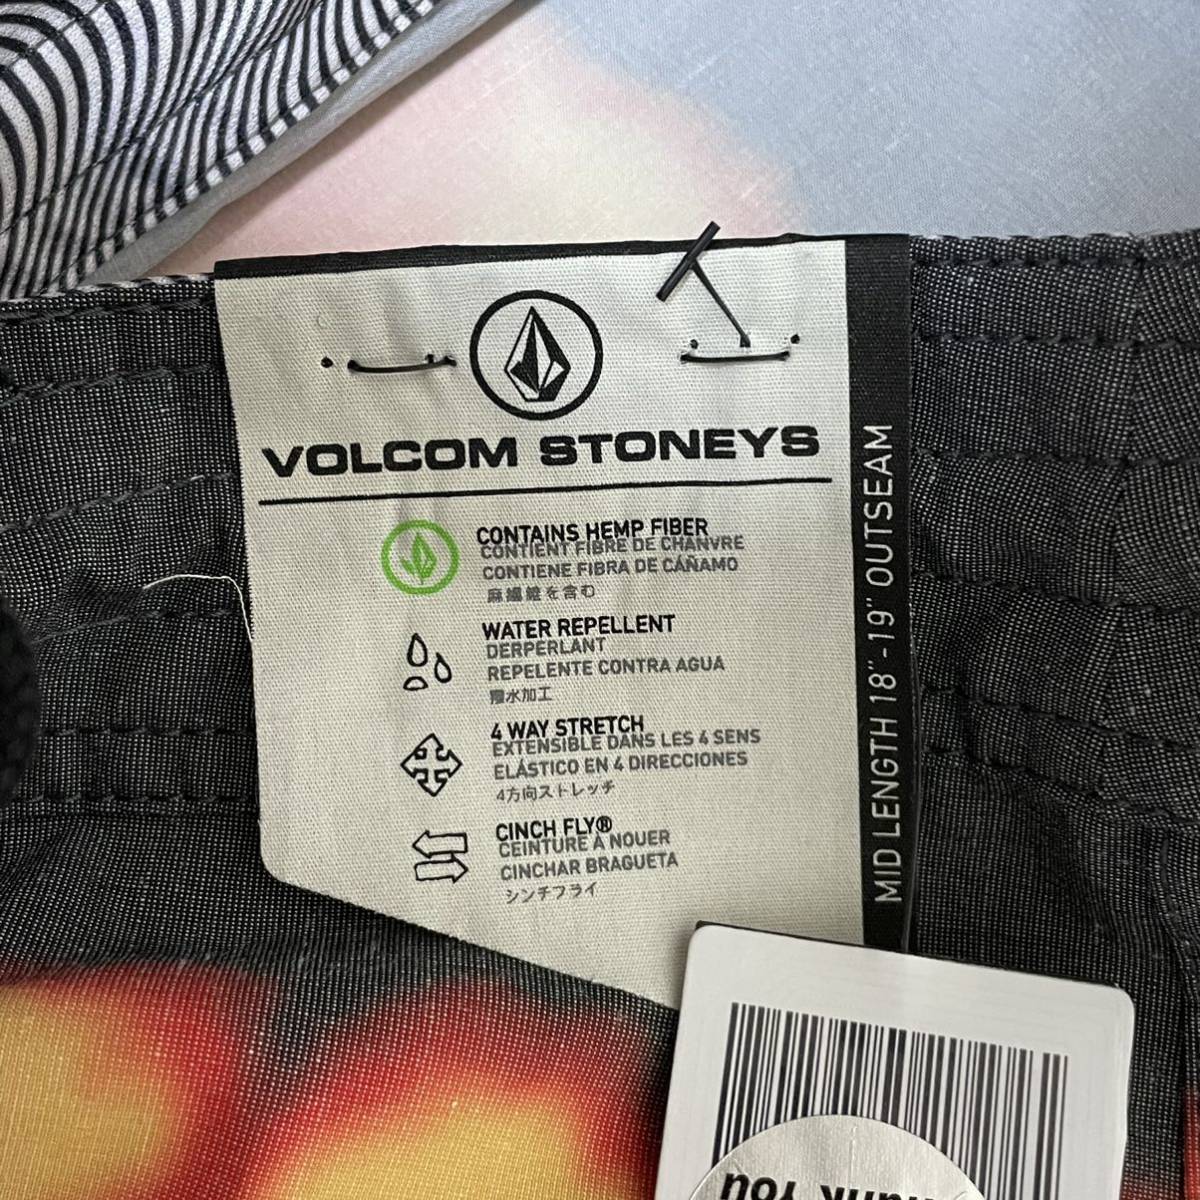 VOLCOM STONEYS
CONTAINS HEMP FIBER
CONTIENT FIBRE DE CHANVRE
CONTIENE FIBRA DE CÁÑAMO
麻繊維を含む
WATER REPELLENT
DERPERLANT
REPELENTE CONTRA AGUA
撥水加工
4 WAY STRETCH
EXTENSIBLE DANS LES 4 SENS
ELÁSTICO EN 4 DIRECCIONES
4方向ストレッチ
CINCH FLY®
CEINTURE À NOUER
CINCHAR BRAGUETA
シンチフライ
MID LENGTH 18"-19" OUTSEAM
Thank
You